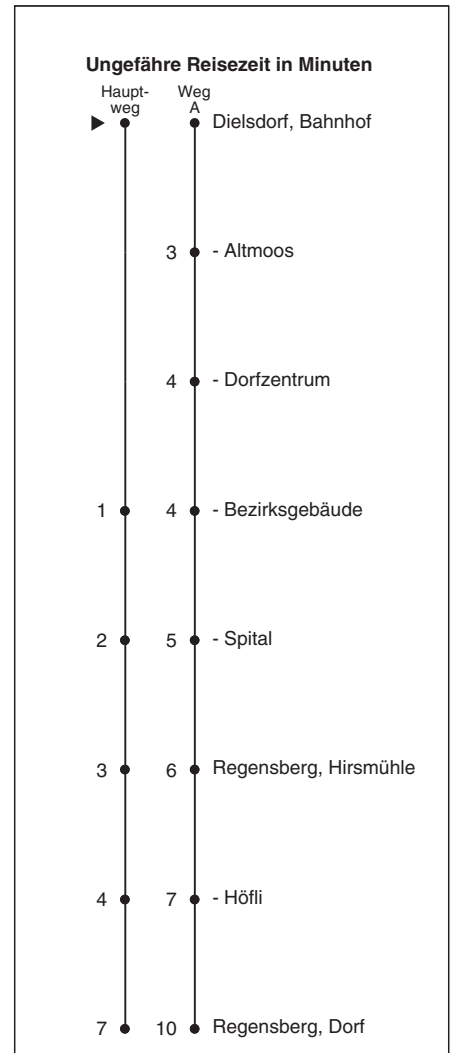 Ungefähre Reisezeit in Minuten
Haupt- Weg
weg A
Dielsdorf, Bahnhof
3 - Altmoos
4 - Dorfzentrum
1 4 - Bezirksgebäude
2 5 - Spital
3 6 Regensberg, Hirsmühle
4 7 - Höfli
7 10 Regensberg, Dorf